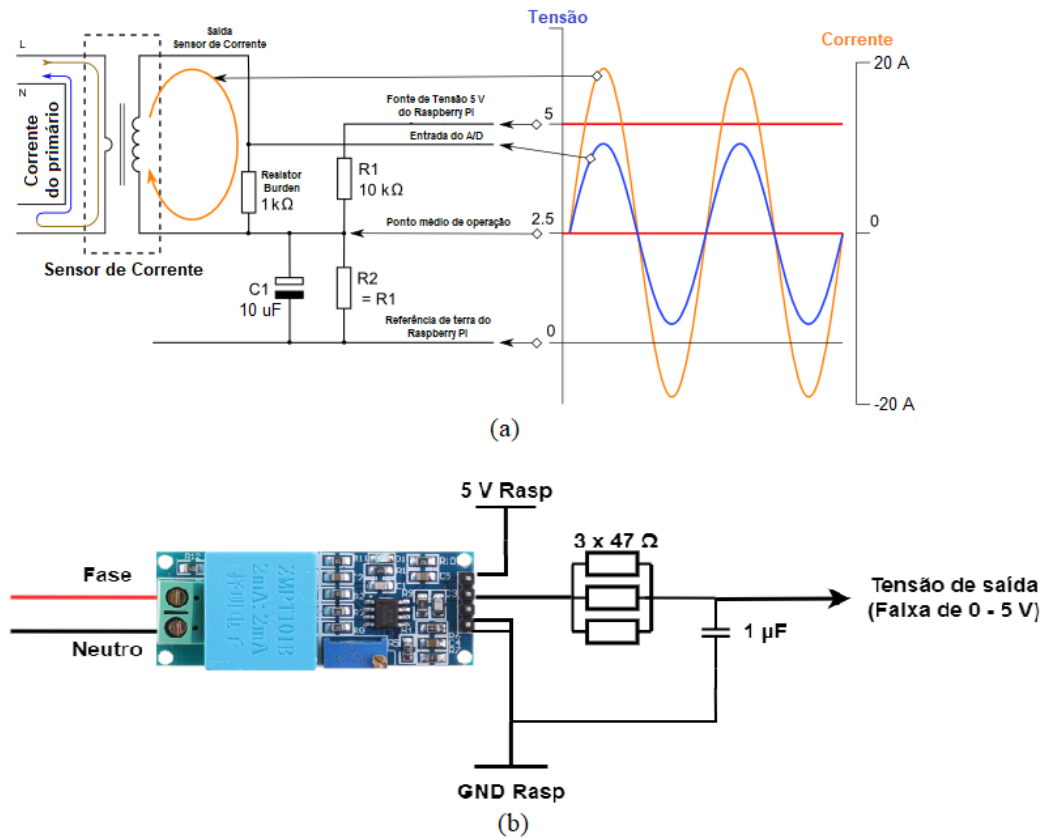 Tensão
Saída
Sensor de Corrente
Corrente
L
N
20 A
Fonte de Tensão 5 V
do Raspberry PI
5
Entrada do A/D
Corrente
do primário
R1
10 kΩ
Resistor
Burden
1 kΩ
Ponto médio de operação
2.5
0
Sensor de Corrente
C1
10 uF
R2
= R1
Referência de terra do
Raspberry PI
0
-20 A
(a)
5 V Rasp
3 x 47 Ω
Fase
Neutro
ZMPT101B
2mA:2mA
Tensão de saída
(Faixa de 0 - 5 V)
1 µF
GND Rasp
(b)